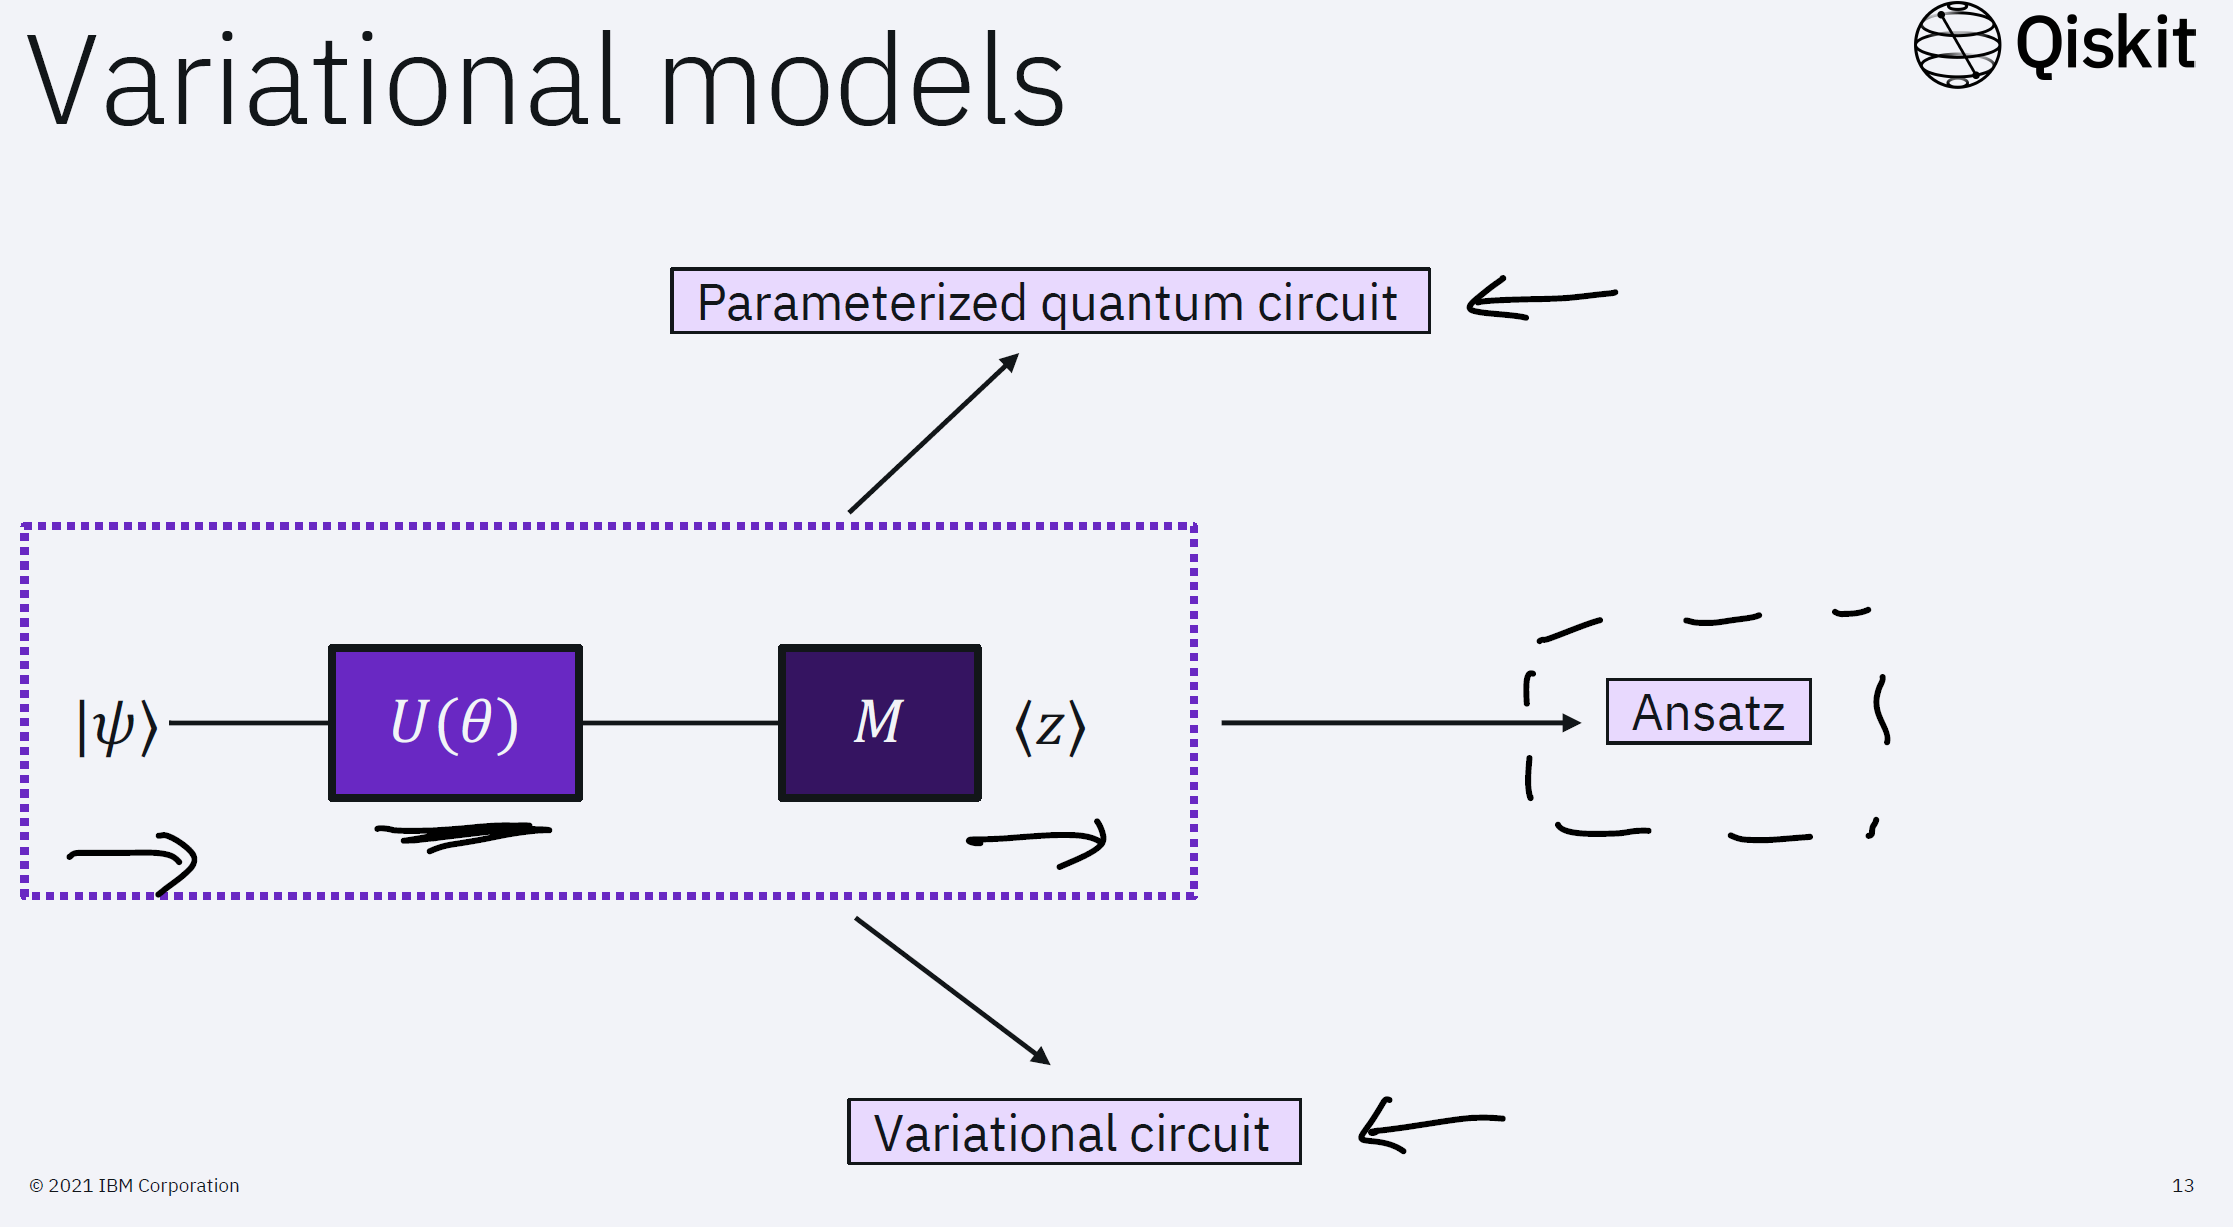 Variational models
Qiskit
Parameterized quantum circuit
|ψ⟩
U(θ)
M
⟨z⟩
Ansatz
Variational circuit
© 2021 IBM Corporation
13